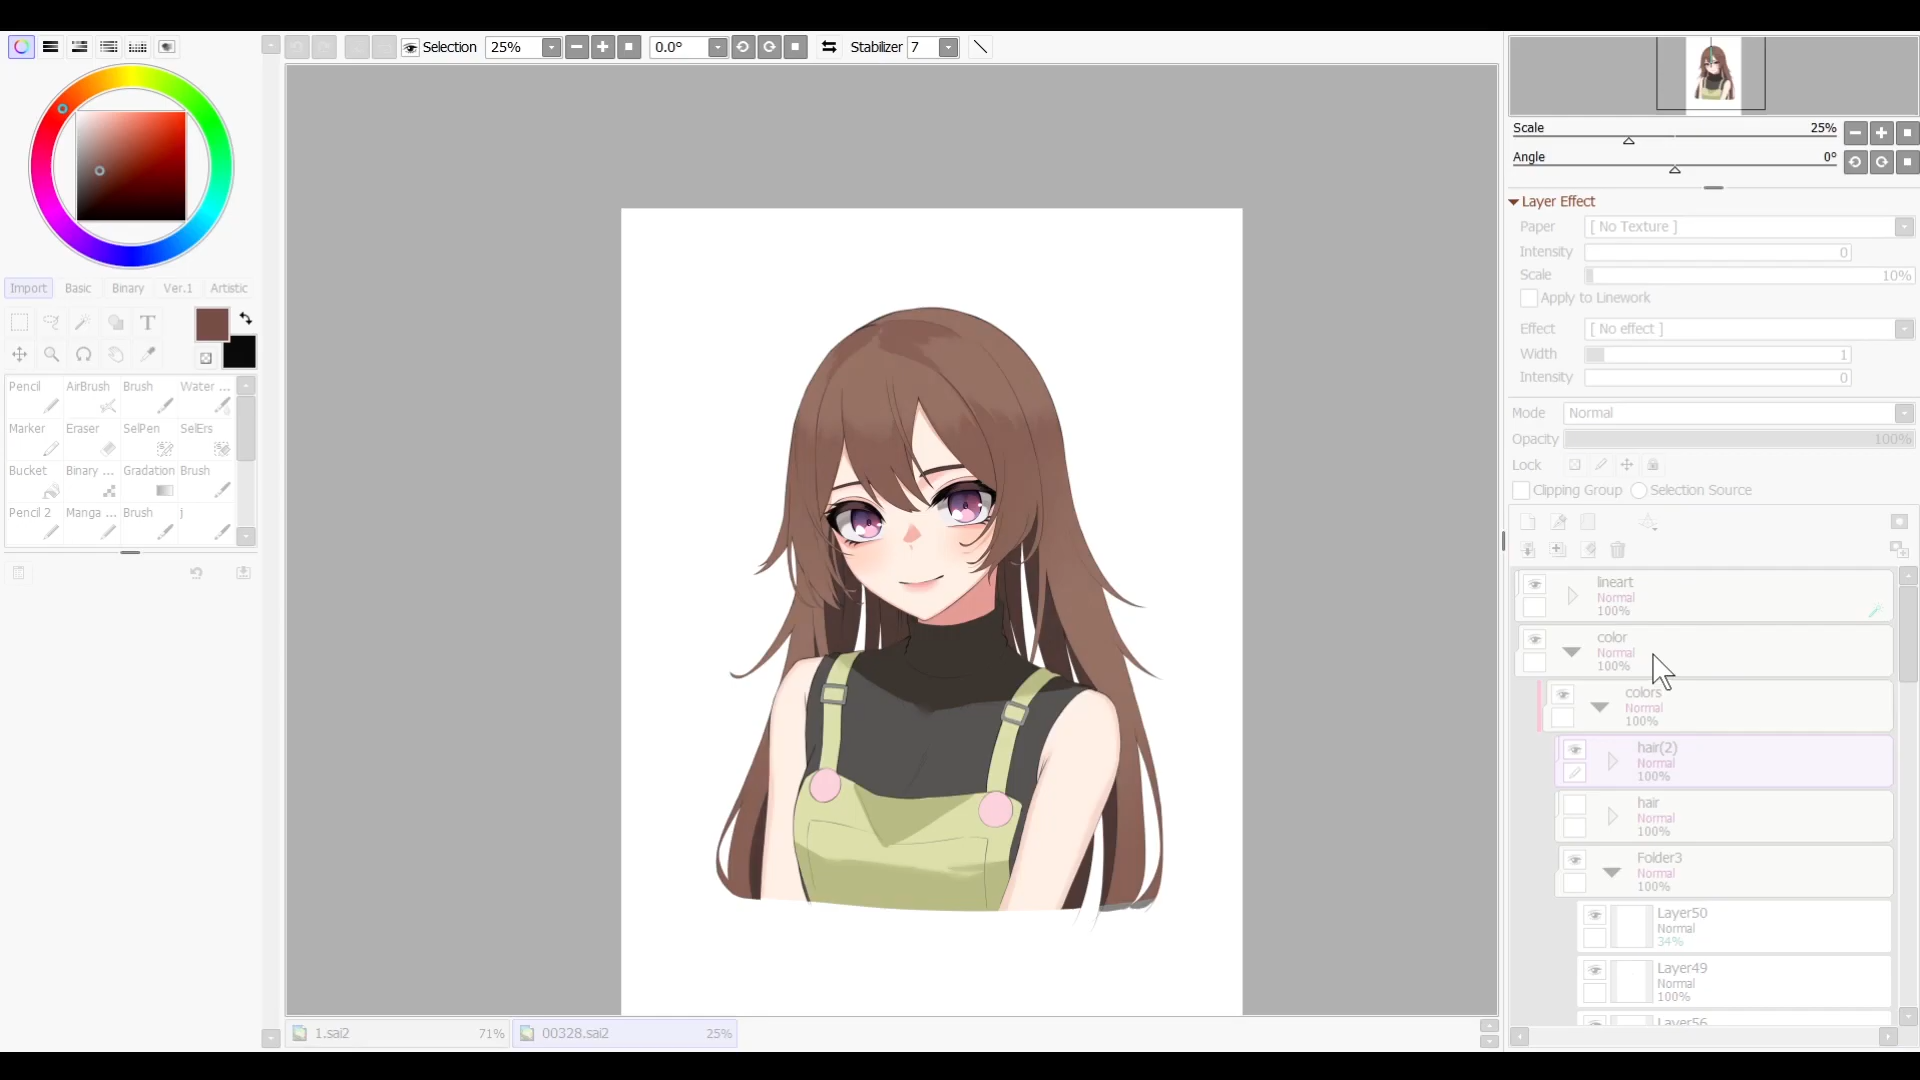 Selection 25% 0.0° Stabilizer 7
Scale 25%
Angle 0°
Layer Effect
Paper [ No Texture ]
Intensity 0
Scale 10%
Apply to Linework
Effect [ No effect ]
Width 1
Intensity 0
Mode Normal
Opacity 100%
Lock
Clipping Group Selection Source
Import Basic Binary Ver.1 Artistic
T
Pencil AirBrush Brush Water ...
Marker Eraser SelPen SelErs
Bucket Binary ... Gradation Brush
Pencil 2 Manga ... Brush j
lineart
Normal
100%
color
Normal
100%
colors
Normal
100%
hair(2)
Normal
100%
hair
Normal
100%
Folder3
Normal
100%
Layer50
Normal
34%
Layer49
Normal
100%
Layer56
1.sai2 71% 00328.sai2 25%